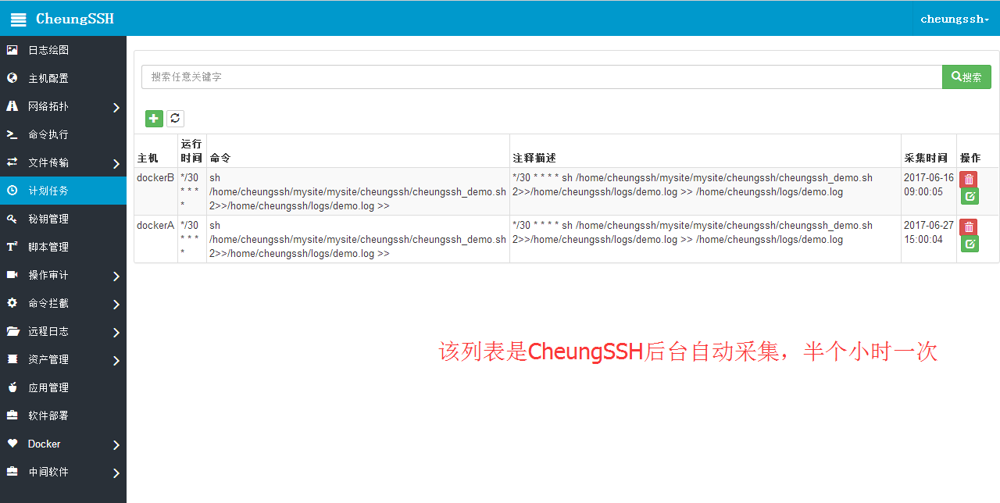 CheungSSH
cheungssh
日志绘图
主机配置
网络拓扑
命令执行
文件传输
计划任务
秘钥管理
脚本管理
操作审计
命令拦截
远程日志
资产管理
应用管理
软件部署
Docker
中间软件
搜索任意关键字
搜索
主机
运行
时间
命令
注释描述
采集时间
操作
dockerB
*/30
* * *
*
sh
/home/cheungssh/mysite/mysite/cheungssh/cheungssh_demo.sh
2>>/home/cheungssh/logs/demo.log >>
*/30 * * * * sh /home/cheungssh/mysite/mysite/cheungssh/cheungssh_demo.sh
2>>/home/cheungssh/logs/demo.log >> /home/cheungssh/logs/demo.log
2017-06-16
09:00:05
dockerA
*/30
* * *
*
sh
/home/cheungssh/mysite/mysite/cheungssh/cheungssh_demo.sh
2>>/home/cheungssh/logs/demo.log >>
*/30 * * * * sh /home/cheungssh/mysite/mysite/cheungssh/cheungssh_demo.sh
2>>/home/cheungssh/logs/demo.log >> /home/cheungssh/logs/demo.log
2017-06-27
15:00:04
该列表是CheungSSH后台自动采集，半个小时一次